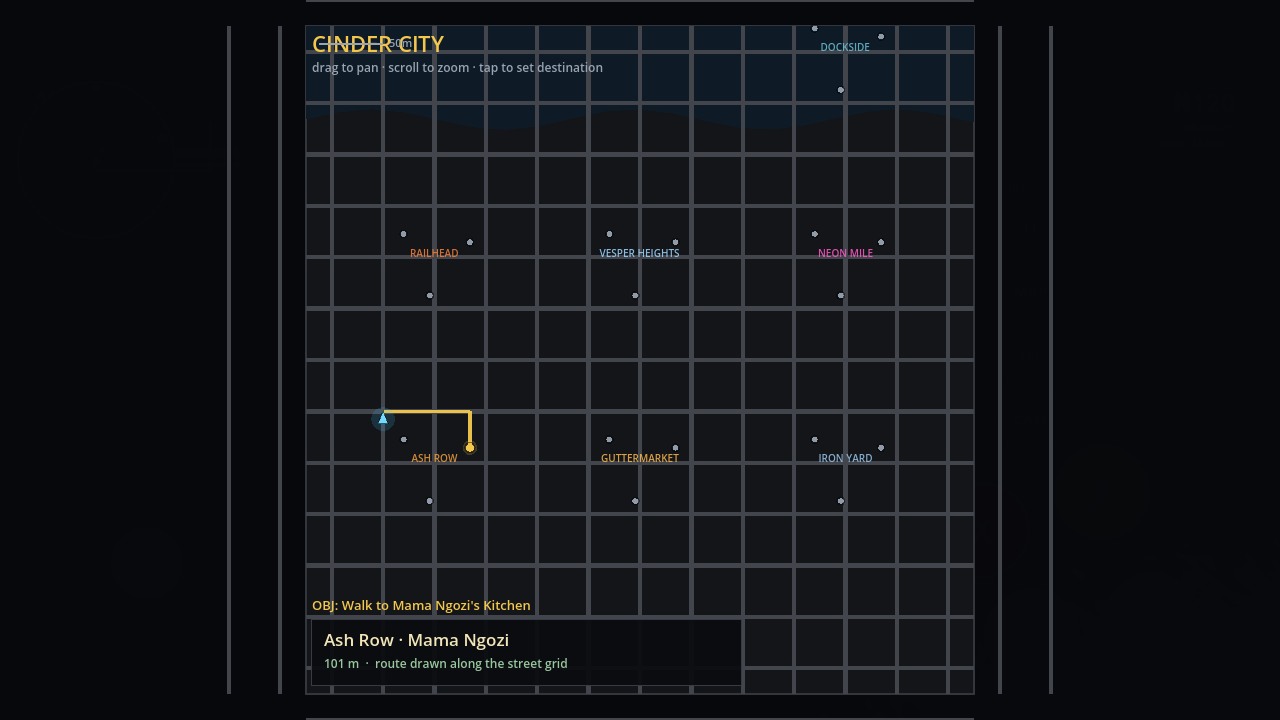 CINDER CITY
50m
drag to pan · scroll to zoom · tap to set destination
DOCKSIDE
RAILHEAD
VESPER HEIGHTS
NEON MILE
ASH ROW
GUTTERMARKET
IRON YARD
OBJ: Walk to Mama Ngozi's Kitchen
Ash Row · Mama Ngozi
101 m · route drawn along the street grid